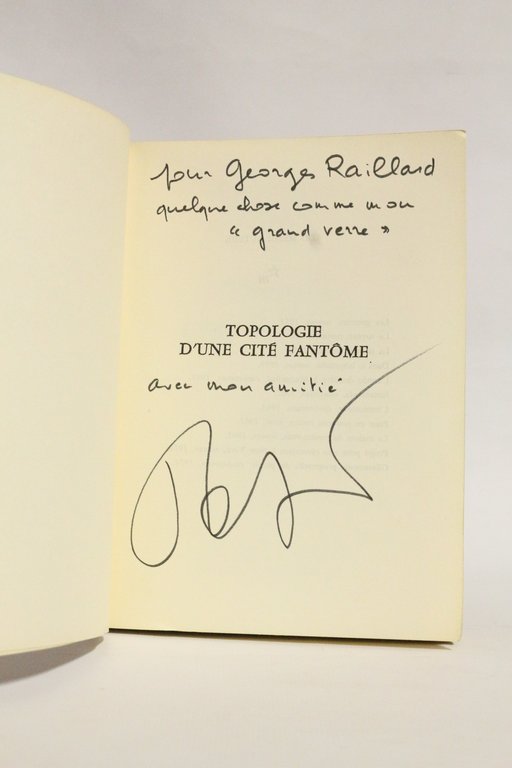 pour Georges Raillard
quelque chose comme mon
" grand verre "
TOPOLOGIE
D'UNE CITÉ FANTÔME
avec mon amitié